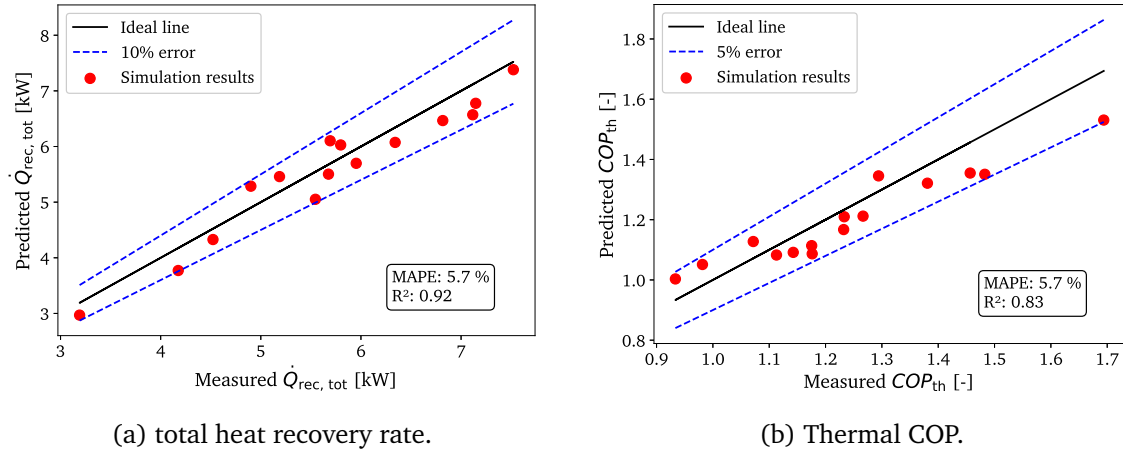 Ideal line
10% error
Simulation results
8
7
6
5
4
3
Predicted Q̇rec, tot [kW]
MAPE: 5.7 %
R²: 0.92
3 4 5 6 7
Measured Q̇rec, tot [kW]
(a) total heat recovery rate.
Ideal line
5% error
Simulation results
1.8
1.6
1.4
1.2
1.0
0.8
Predicted COPth [-]
MAPE: 5.7 %
R²: 0.83
0.9 1.0 1.1 1.2 1.3 1.4 1.5 1.6 1.7
Measured COPth [-]
(b) Thermal COP.